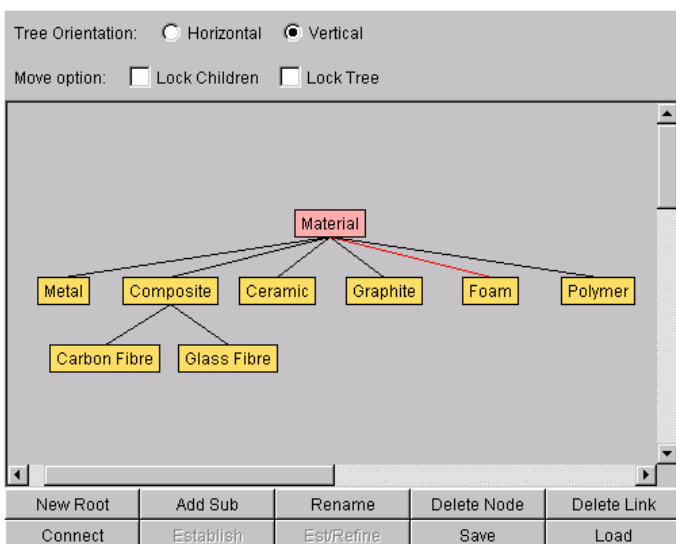 Tree Orientation: Horizontal Vertical
Move option: Lock Children Lock Tree
Material
Metal Composite Ceramic Graphite Foam Polymer
Carbon Fibre Glass Fibre
New Root Add Sub Rename Delete Node Delete Link
Connect Establish Est/Refine Save Load